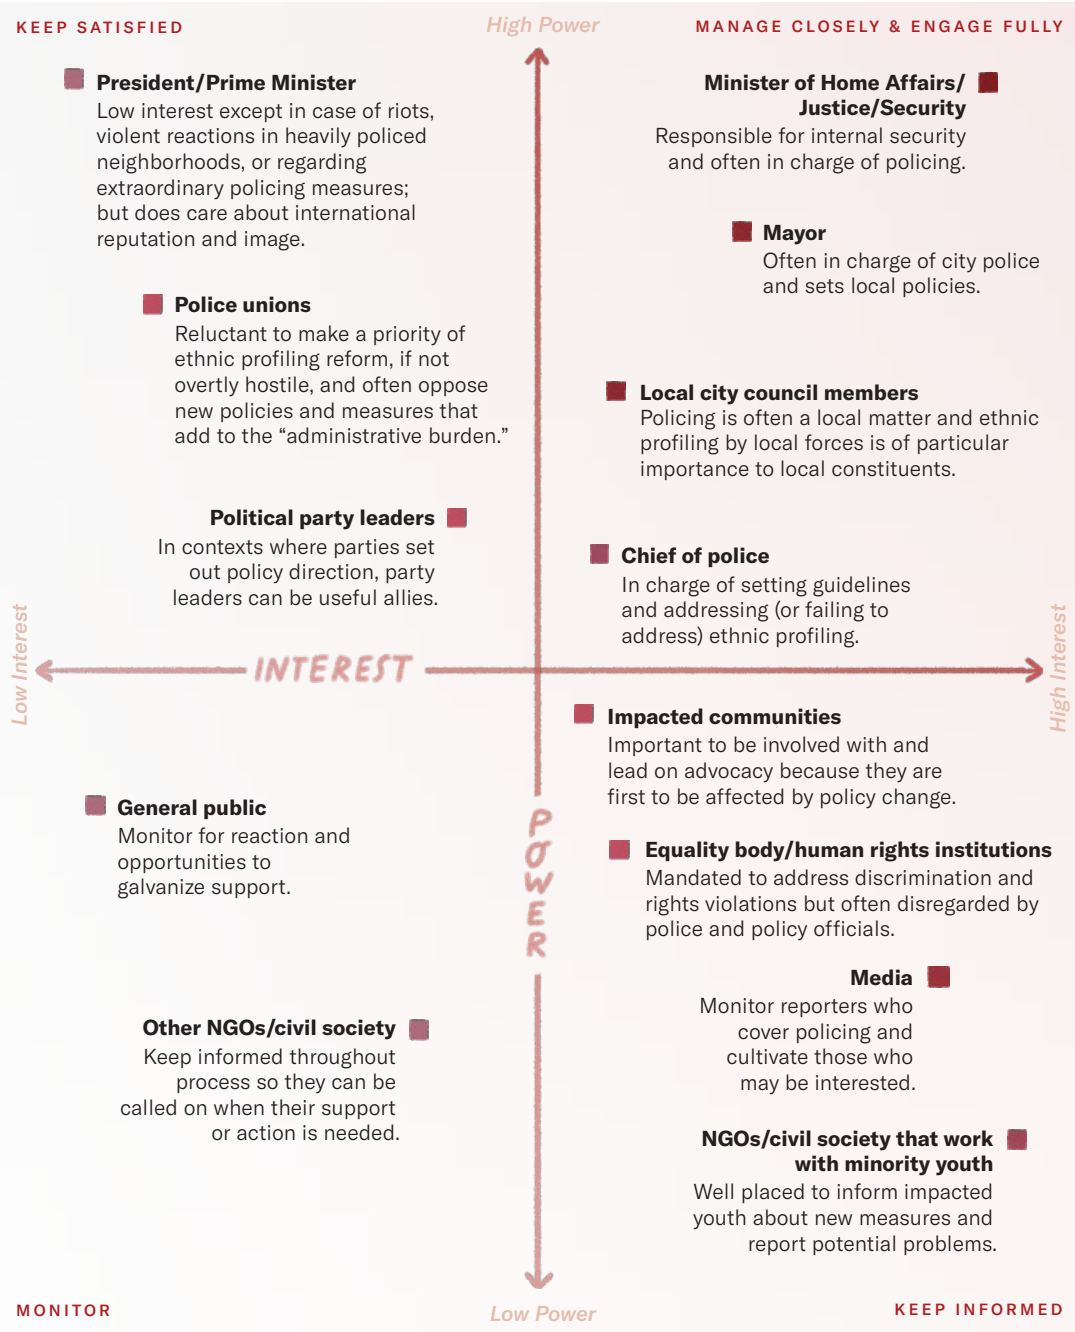 KEEP SATISFIED
High Power
MANAGE CLOSELY & ENGAGE FULLY
President/Prime Minister
Low interest except in case of riots,
violent reactions in heavily policed
neighborhoods, or regarding
extraordinary policing measures;
but does care about international
reputation and image.
Minister of Home Affairs/
Justice/Security
Responsible for internal security
and often in charge of policing.
Mayor
Often in charge of city police
and sets local policies.
Police unions
Reluctant to make a priority of
ethnic profiling reform, if not
overtly hostile, and often oppose
new policies and measures that
add to the “administrative burden.”
Local city council members
Policing is often a local matter and ethnic
profiling by local forces is of particular
importance to local constituents.
Political party leaders
In contexts where parties set
out policy direction, party
leaders can be useful allies.
Chief of police
In charge of setting guidelines
and addressing (or failing to
address) ethnic profiling.
Low Interest
INTEREST
High Interest
Impacted communities
Important to be involved with and
lead on advocacy because they are
first to be affected by policy change.
General public
Monitor for reaction and
opportunities to
galvanize support.
POWER
Equality body/human rights institutions
Mandated to address discrimination and
rights violations but often disregarded by
police and policy officials.
Media
Monitor reporters who
cover policing and
cultivate those who
may be interested.
Other NGOs/civil society
Keep informed throughout
process so they can be
called on when their support
or action is needed.
NGOs/civil society that work
with minority youth
Well placed to inform impacted
youth about new measures and
report potential problems.
MONITOR
Low Power
KEEP INFORMED